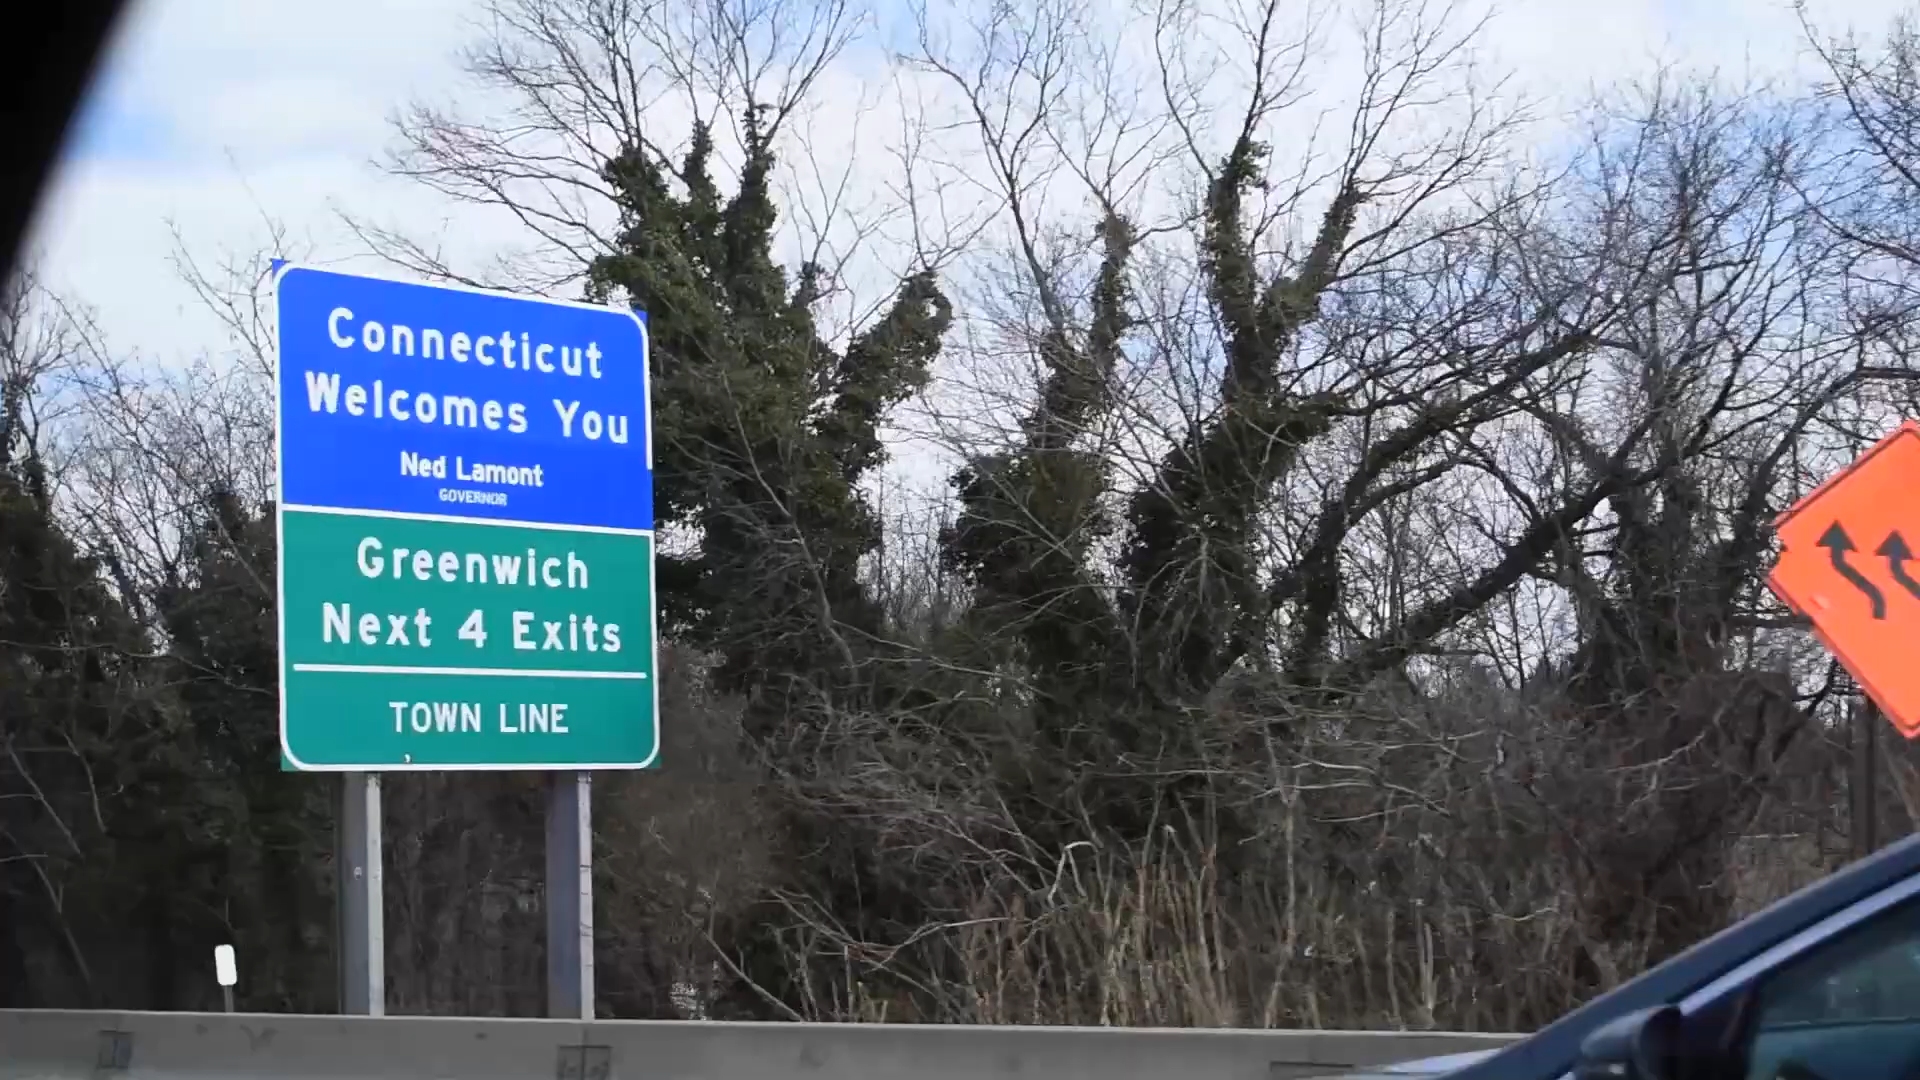 Connecticut
Welcomes You
Ned Lamont
GOVERNOR
Greenwich
Next 4 Exits
TOWN LINE